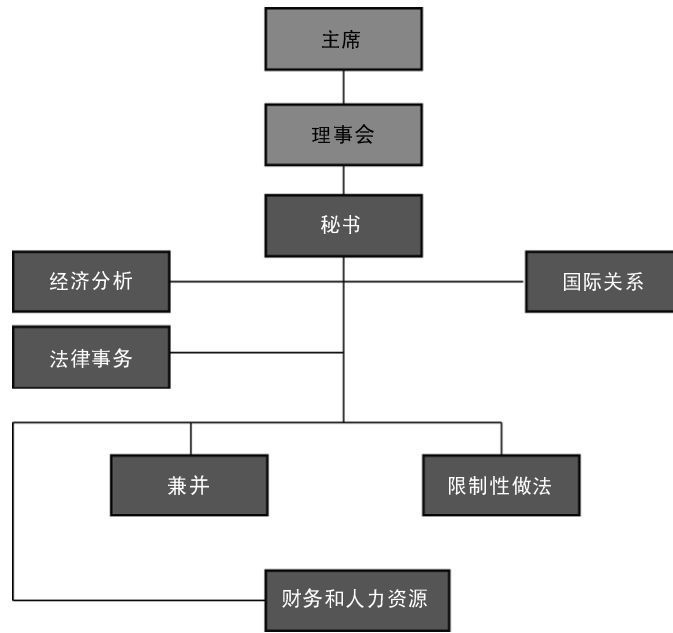 主席
理事会
秘书
经济分析
国际关系
法律事务
兼并
限制性做法
财务和人力资源